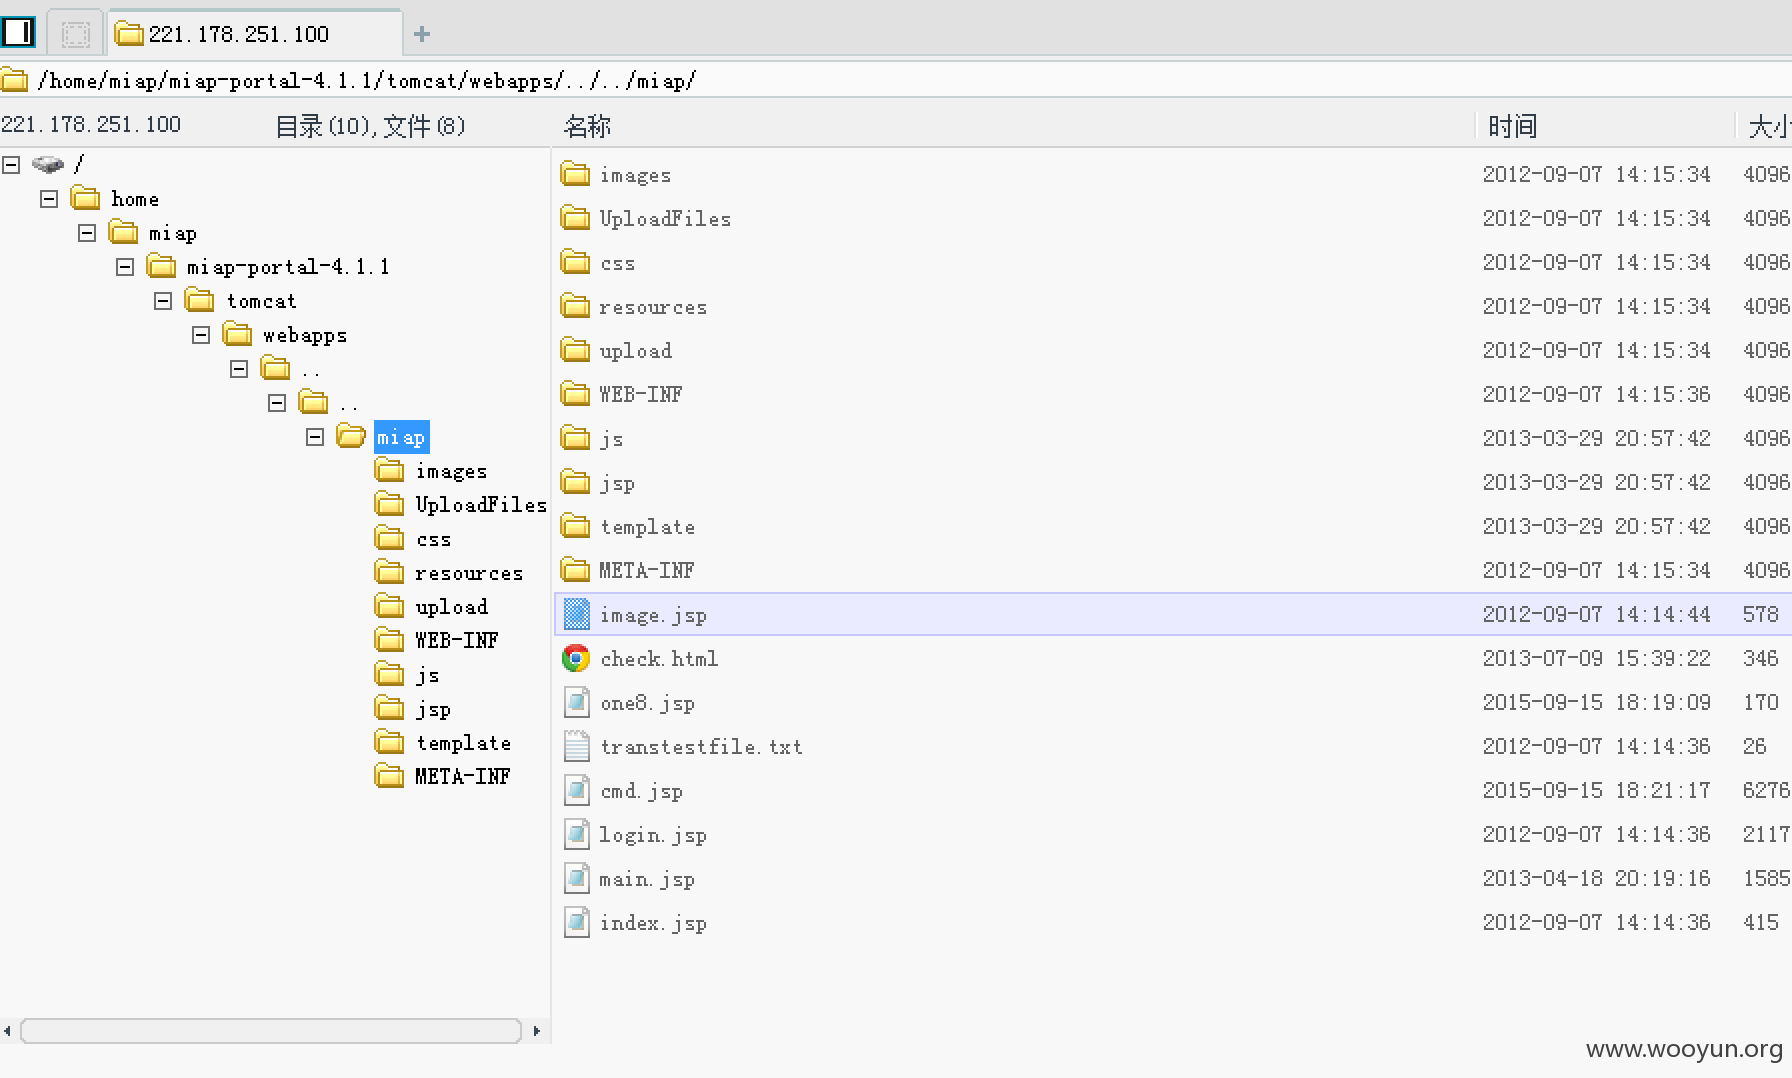 221.178.251.100
/home/miap/miap-portal-4.1.1/tomcat/webapps/../../miap/
221.178.251.100 目录(10),文件(8) 名称 时间 大小
/
home
miap
miap-portal-4.1.1
tomcat
webapps
..
..
miap
images
UploadFiles
css
resources
upload
WEB-INF
js
jsp
template
META-INF
images 2012-09-07 14:15:34 4096
UploadFiles 2012-09-07 14:15:34 4096
css 2012-09-07 14:15:34 4096
resources 2012-09-07 14:15:34 4096
upload 2012-09-07 14:15:34 4096
WEB-INF 2012-09-07 14:15:36 4096
js 2013-03-29 20:57:42 4096
jsp 2013-03-29 20:57:42 4096
template 2013-03-29 20:57:42 4096
META-INF 2012-09-07 14:15:34 4096
image.jsp 2012-09-07 14:14:44 578
check.html 2013-07-09 15:39:22 346
one8.jsp 2015-09-15 18:19:09 170
transtestfile.txt 2012-09-07 14:14:36 26
cmd.jsp 2015-09-15 18:21:17 6276
login.jsp 2012-09-07 14:14:36 2117
main.jsp 2013-04-18 20:19:16 1585
index.jsp 2012-09-07 14:14:36 415
www.wooyun.org